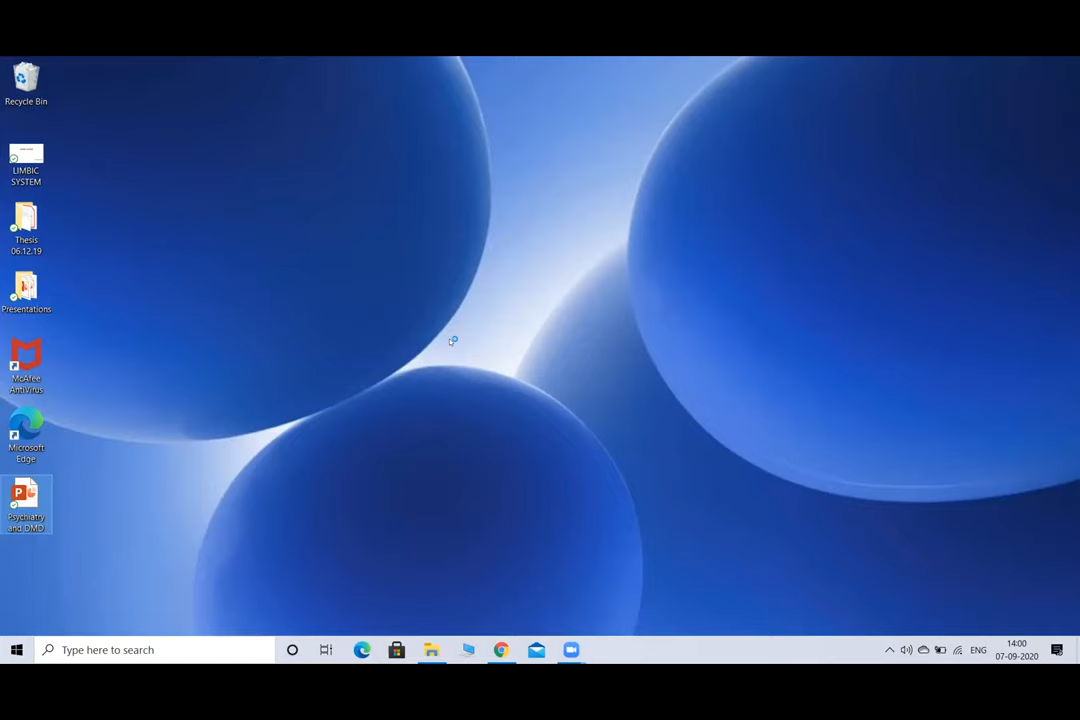 Recycle Bin
LIMBIC
SYSTEM
Thesis
06.12.19
Presentations
McAfee
AntiVirus
Microsoft
Edge
P
Psychiatry
and DMD
Type here to search
ENG
14:00
07-09-2020